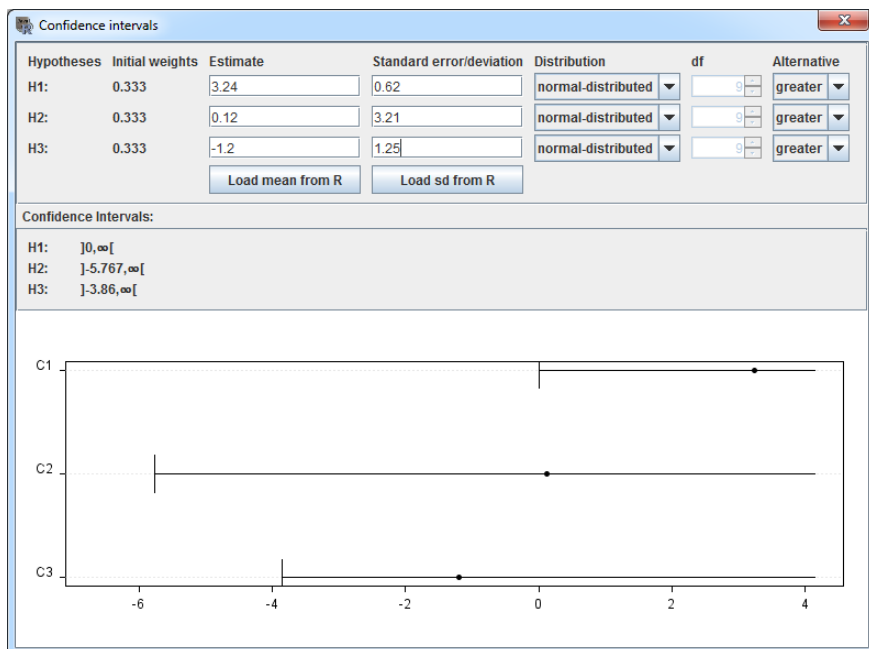 Confidence intervals
Hypotheses Initial weights Estimate Standard error/deviation Distribution df Alternative
H1: 0.333 3.24 0.62 normal-distributed 9 greater
H2: 0.333 0.12 3.21 normal-distributed 9 greater
H3: 0.333 -1.2 1.25 normal-distributed 9 greater
Load mean from R Load sd from R
Confidence Intervals:
H1: ]0,∞[
H2: ]-5.767,∞[
H3: ]-3.86,∞[
C1
C2
C3
-6 -4 -2 0 2 4